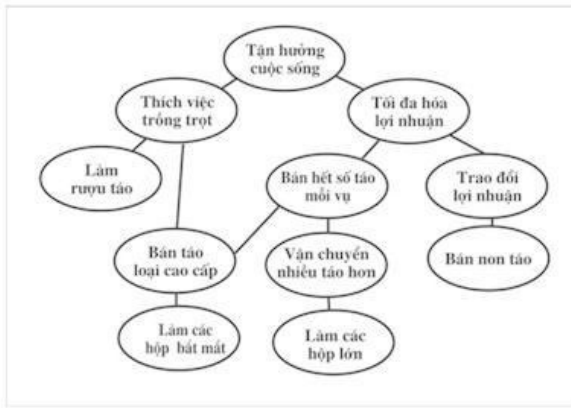 Tận hưởng
cuộc sống
Thích việc
trồng trọt
Tối đa hóa
lợi nhuận
Làm
rượu táo
Bán hết số táo
mỗi vụ
Trao đổi
lợi nhuận
Bán táo
loại cao cấp
Vận chuyển
nhiều táo hon
Bán non táo
Làm các
hộp bắt mắt
Làm các
hộp lớn